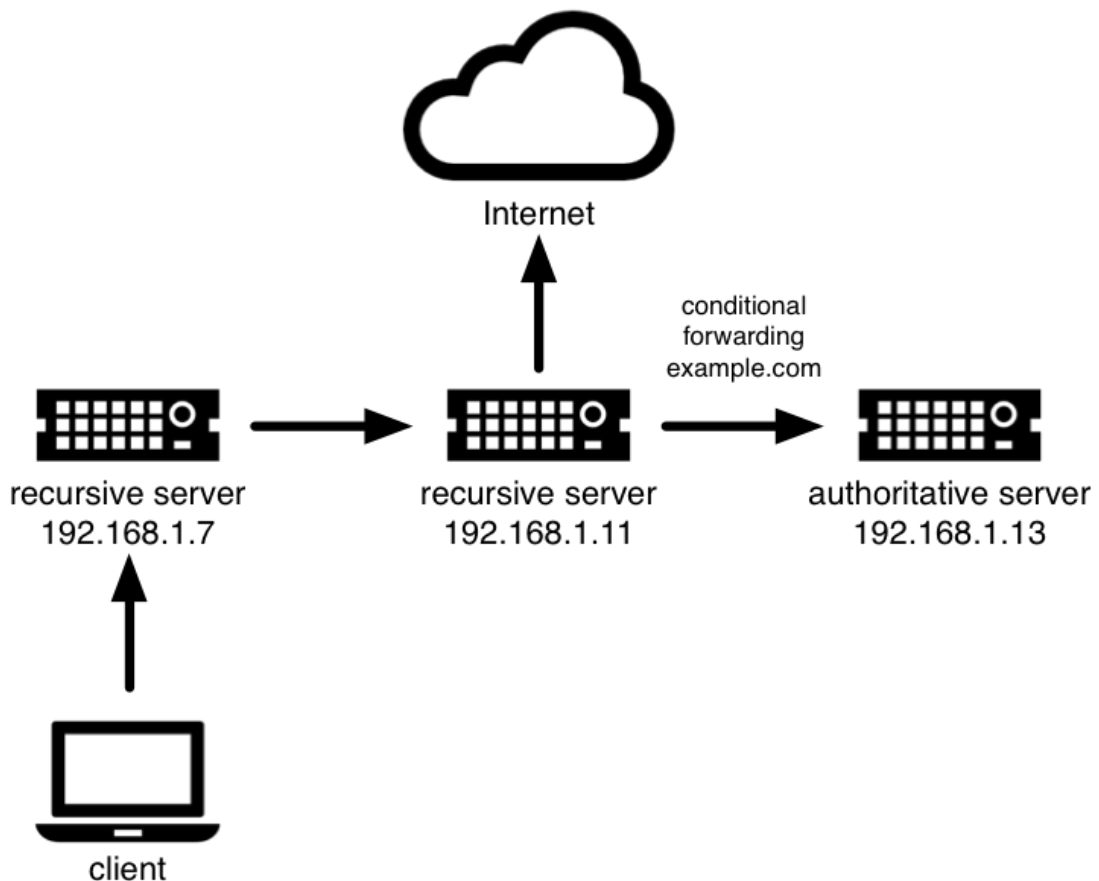 Internet
conditional
forwarding
example.com
recursive server
192.168.1.7
recursive server
192.168.1.11
authoritative server
192.168.1.13
client